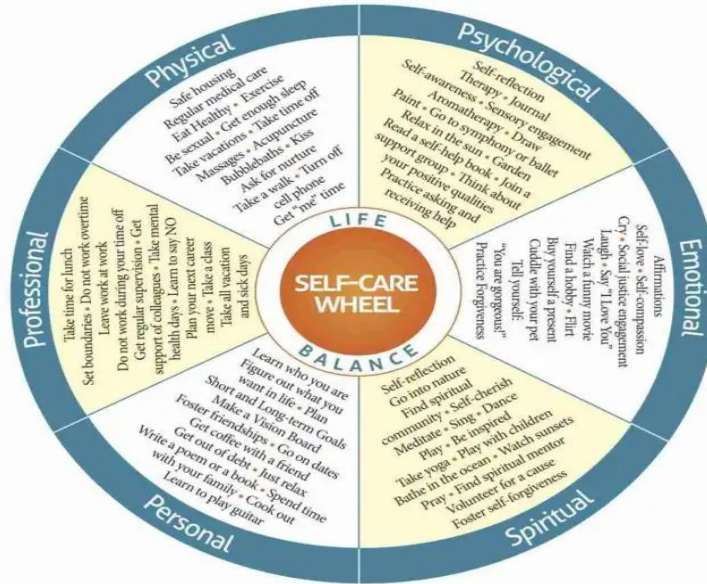 Physical
Safe housing
Regular medical care
Eat Healthy • Exercise
Be sexual • Get enough sleep
Take vacations • Take time off
Massages • Acupuncture
Bubblebaths • Kiss
Ask for nurture
Take a walk • Turn off
cell phone
Get "me" time
Psychological
Self-reflection
Therapy • Journal
Self-awareness • Sensory engagement
Aromatherapy • Draw
Paint • Go to symphony or ballet
Relax in the sun • Garden
Read a self-help book • Join a
support group • Think about
your positive qualities
Practice asking and
receiving help
Emotional
Affirmations
Self-love • Self-compassion
Cry • Social justice engagement
Laugh • Say "I Love You"
Watch a funny movie
Find a hobby • Flirt
Buy yourself a present
Cuddle with your pet
Tell yourself:
"You are gorgeous!"
Practice Forgiveness
Spiritual
Self-reflection
Go into nature
Find spiritual
community • Self-cherish
Meditate • Sing • Dance
Play • Be inspired
Take yoga • Play with children
Bathe in the ocean • Watch sunsets
Pray • Find spiritual mentor
Volunteer for a cause
Foster self-forgiveness
Personal
Learn who you are
Figure out what you
want in life • Plan
Short and Long-term Goals
Make a Vision Board
Foster friendships • Go on dates
Get coffee with a friend
Get out of debt • Just relax
Write a poem or a book • Spend time
with your family • Cook out
Learn to play guitar
Professional
Take time for lunch
Set boundaries • Do not work overtime
Leave work at work
Do not work during your time off
Get regular supervision • Get
support of colleagues • Take mental
health days • Learn to say NO
Plan your next career
move • Take a class
Take all vacation
and sick days
LIFE
SELF-CARE
WHEEL
BALANCE